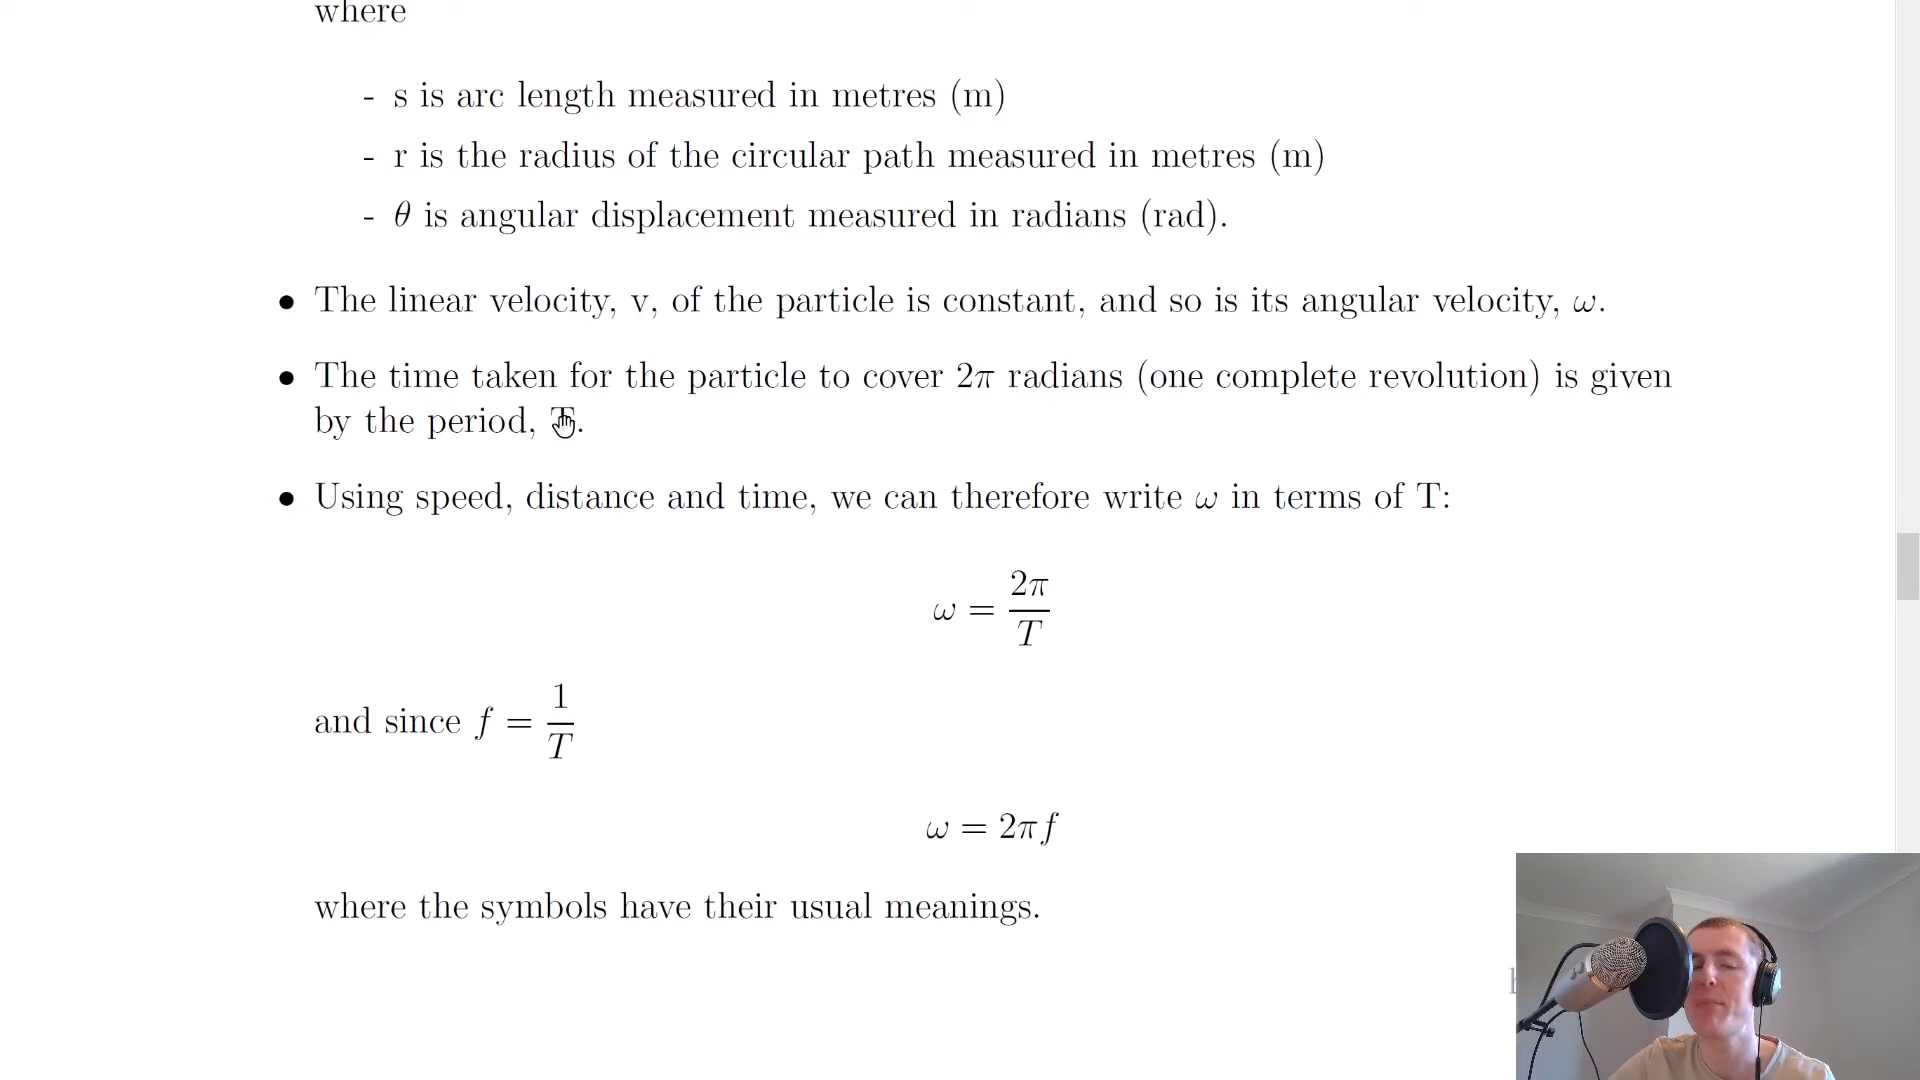 where
- s is arc length measured in metres (m)
- r is the radius of the circular path measured in metres (m)
- θ is angular displacement measured in radians (rad).
• The linear velocity, v, of the particle is constant, and so is its angular velocity, ω.
• The time taken for the particle to cover 2π radians (one complete revolution) is given
by the period, T.
• Using speed, distance and time, we can therefore write ω in terms of T:
ω = 2π/T
and since f = 1/T
ω = 2πf
where the symbols have their usual meanings.